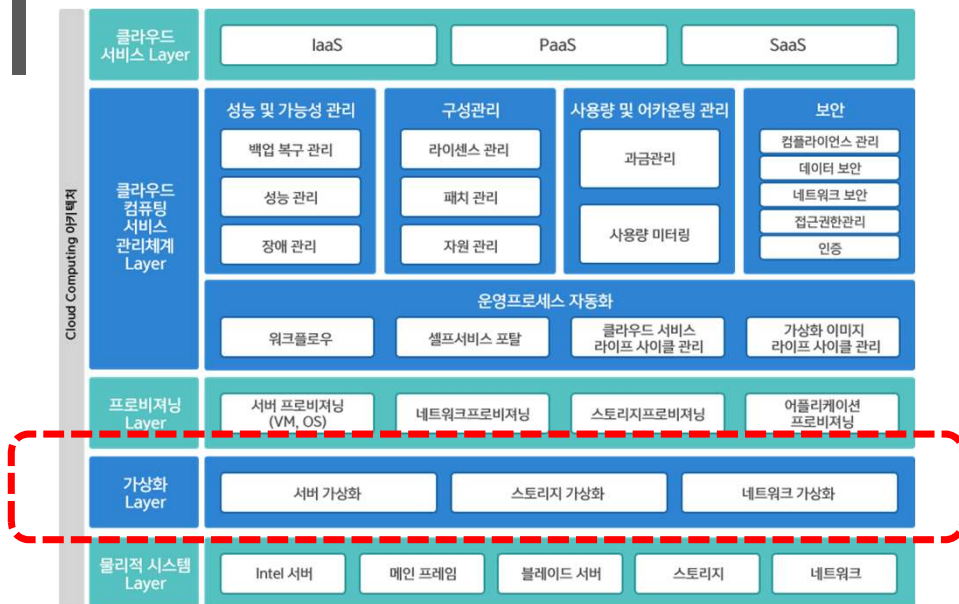 Cloud Computing 아키텍처
클라우드
서비스 Layer
IaaS
PaaS
SaaS
클라우드
컴퓨팅
서비스
관리체계
Layer
성능 및 가능성 관리
백업 복구 관리
성능 관리
장애 관리
구성관리
라이센스 관리
패치 관리
자원 관리
사용량 및 어카운팅 관리
과금관리
사용량 미터링
보안
컴플라이언스 관리
데이터 보안
네트워크 보안
접근권한관리
인증
운영프로세스 자동화
워크플로우
셀프서비스 포탈
클라우드 서비스
라이프 사이클 관리
가상화 이미지
라이프 사이클 관리
프로비져닝
Layer
서버 프로비져닝
(VM, OS)
네트워크프로비져닝
스토리지프로비져닝
어플리케이션
프로비져닝
가상화
Layer
서버 가상화
스토리지 가상화
네트워크 가상화
물리적 시스템
Layer
Intel 서버
메인 프레임
블레이드 서버
스토리지
네트워크